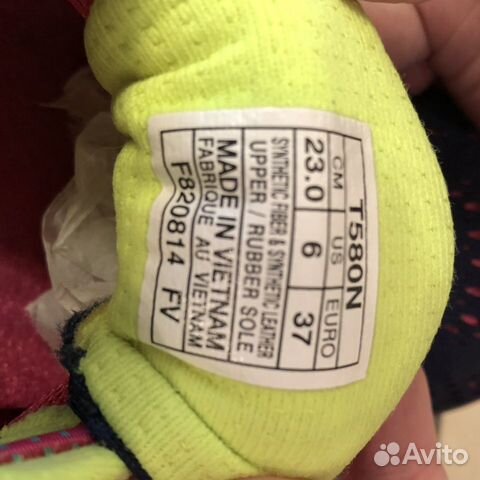 T580N
CM US EURO
23.0 6 37
SYNTHETIC FIBER & SYNTHETIC LEATHER
UPPER / RUBBER SOLE
MADE IN VIETNAM
FABRIQUE AU VIETNAM
F820814 FV
Avito